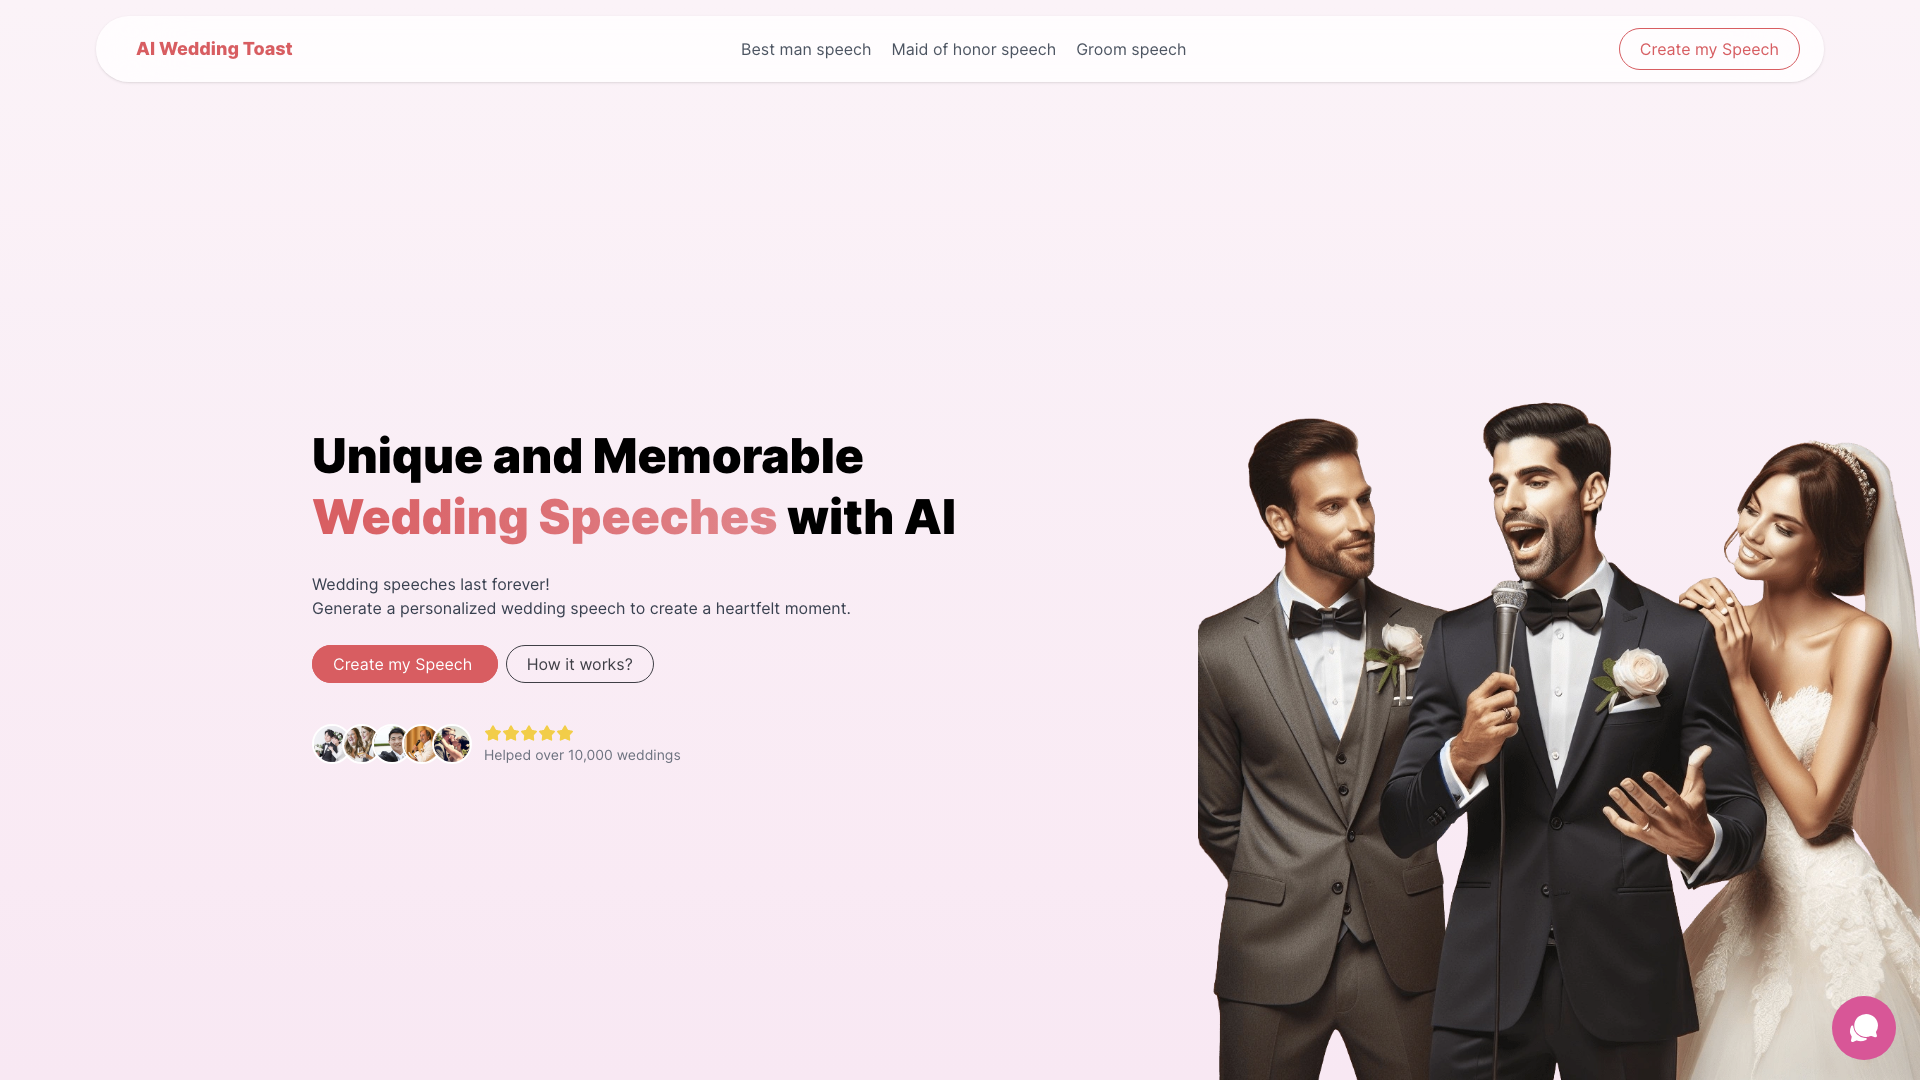 AI Wedding Toast
Best man speech
Maid of honor speech
Groom speech
Create my Speech
Unique and Memorable
Wedding Speeches with AI
Wedding speeches last forever!
Generate a personalized wedding speech to create a heartfelt moment.
Create my Speech
How it works?
Helped over 10,000 weddings